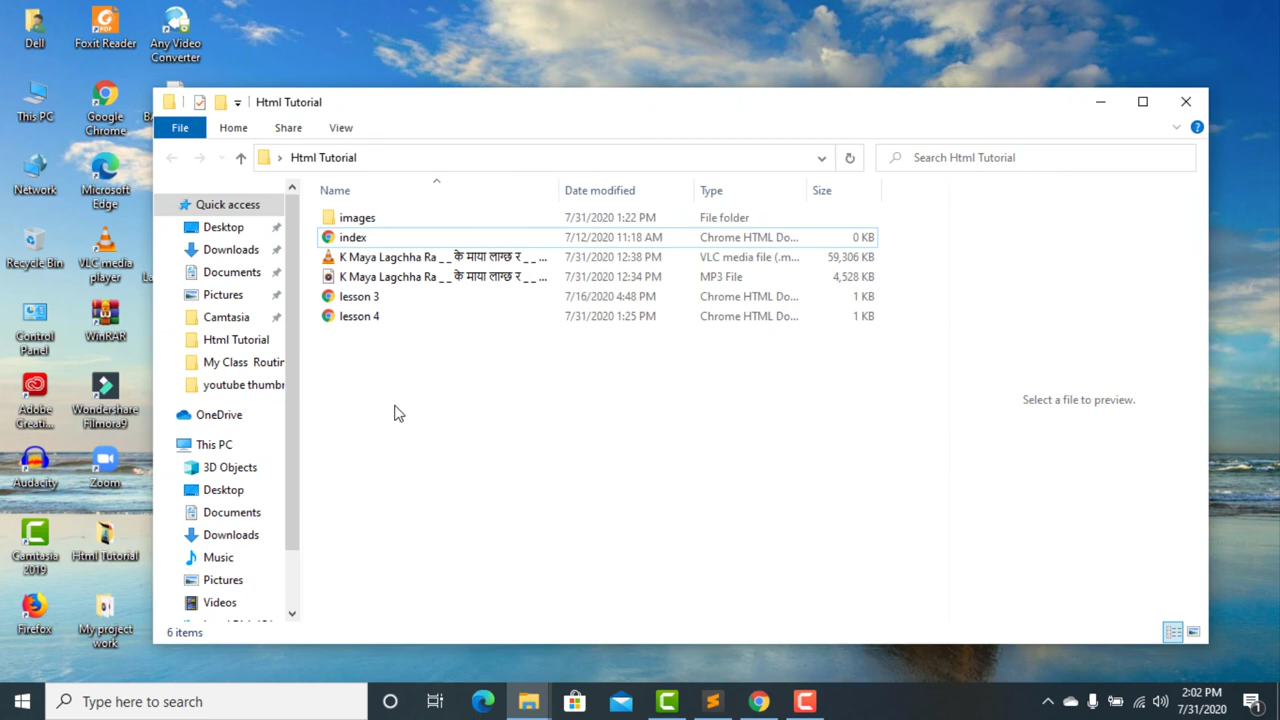 Dell
Foxit Reader
Any Video
Converter
This PC
Google
Chrome
Network
Microsoft
Edge
Recycle Bin
VLC media
player
Control
Panel
WinRAR
Adobe
Creati...
Wondershare
Filmora9
Audacity
Zoom
Camtasia
2019
Html Tutorial
Firefox
My project
work
Html Tutorial
File Home Share View
Html Tutorial
Search Html Tutorial
Name Date modified Type Size
images 7/31/2020 1:22 PM File folder
index 7/12/2020 11:18 AM Chrome HTML Do... 0 KB
K Maya Lagchha Ra _ _ के माया लाग्छ र _ _ ... 7/31/2020 12:38 PM VLC media file (.m... 59,306 KB
K Maya Lagchha Ra _ _ के माया लाग्छ र _ _ ... 7/31/2020 12:34 PM MP3 File 4,528 KB
lesson 3 7/16/2020 4:48 PM Chrome HTML Do... 1 KB
lesson 4 7/31/2020 1:25 PM Chrome HTML Do... 1 KB
Quick access
Desktop
Downloads
Documents
Pictures
Camtasia
Html Tutorial
My Class Routin
youtube thumbn
OneDrive
This PC
3D Objects
Desktop
Documents
Downloads
Music
Pictures
Videos
Select a file to preview.
6 items
Type here to search
2:02 PM
7/31/2020